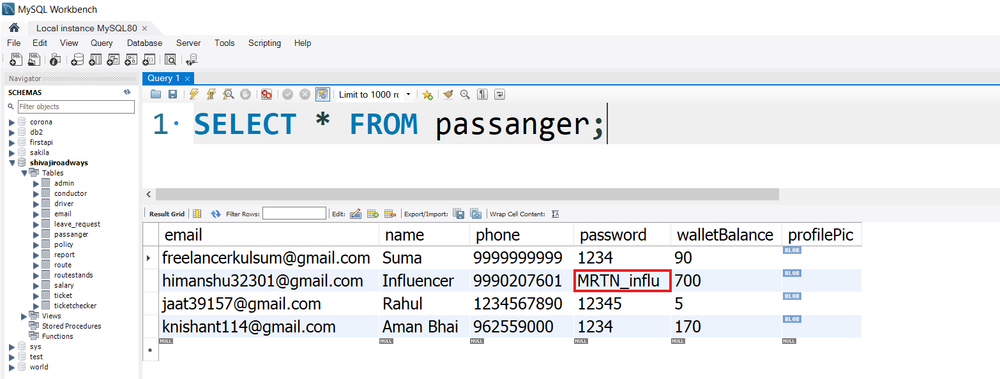 MySQL Workbench
Local instance MySQL80 ×
File Edit View Query Database Server Tools Scripting Help
Navigator
SCHEMAS
Filter objects
corona
db2
firstapi
sakila
shivajiroadways
Tables
admin
conductor
driver
email
leave_request
passanger
policy
report
route
routestands
salary
ticket
ticketchecker
Views
Stored Procedures
Functions
sys
test
world
Query 1 ×
Limit to 1000 r
1 SELECT * FROM passanger;
Result Grid Filter Rows: Edit: Export/Import: Wrap Cell Content:
email name phone password walletBalance profilePic
freelancerkulsum@gmail.com Suma 9999999999 1234 90 BLOB
himanshu32301@gmail.com Influencer 9990207601 MRTN_influ 700 BLOB
jaat39157@gmail.com Rahul 1234567890 12345 5 BLOB
knishant114@gmail.com Aman Bhai 962559000 1234 170 BLOB
NULL NULL NULL NULL NULL NULL